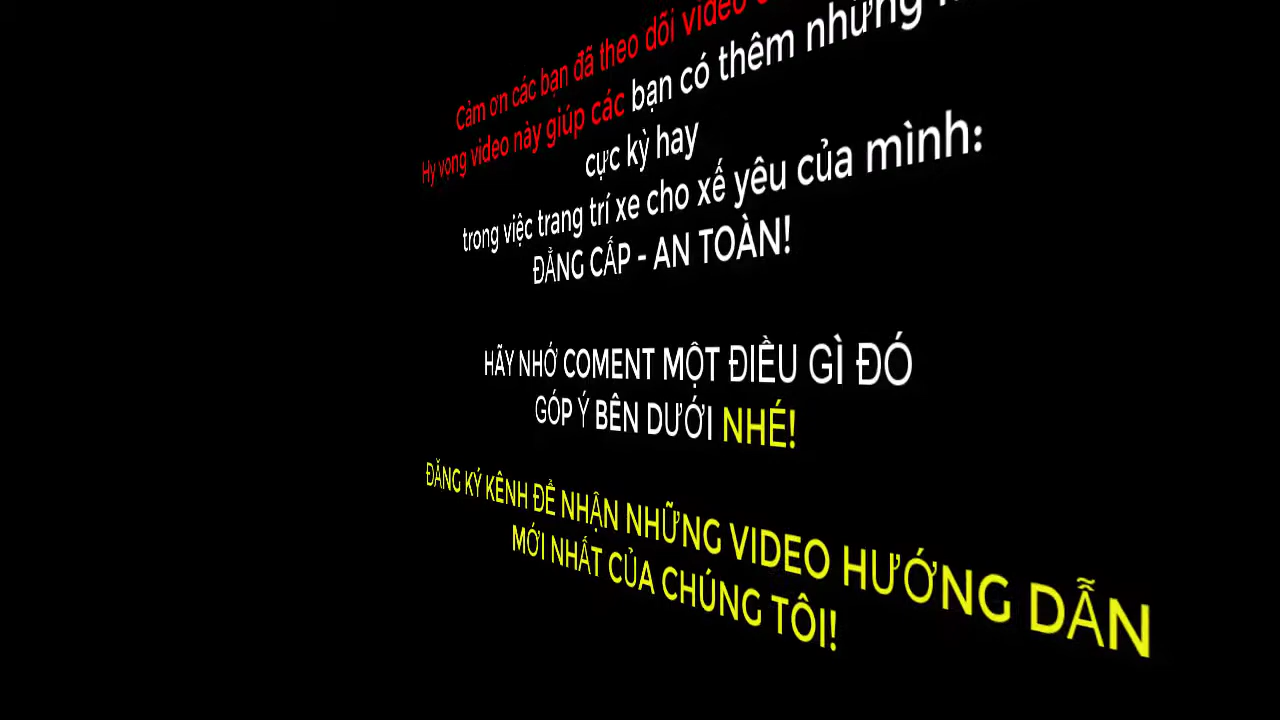 Cảm ơn các bạn đã theo dõi video
Hy vọng video này giúp các bạn có thêm những
cực kỳ hay
trong việc trang trí xe cho xế yêu của mình:
ĐẲNG CẤP - AN TOÀN!
HÃY NHỚ COMENT MỘT ĐIỀU GÌ ĐÓ
GÓP Ý BÊN DƯỚI NHÉ!
ĐĂNG KÝ KÊNH ĐỂ NHẬN NHỮNG VIDEO HƯỚNG DẪN
MỚI NHẤT CỦA CHÚNG TÔI!